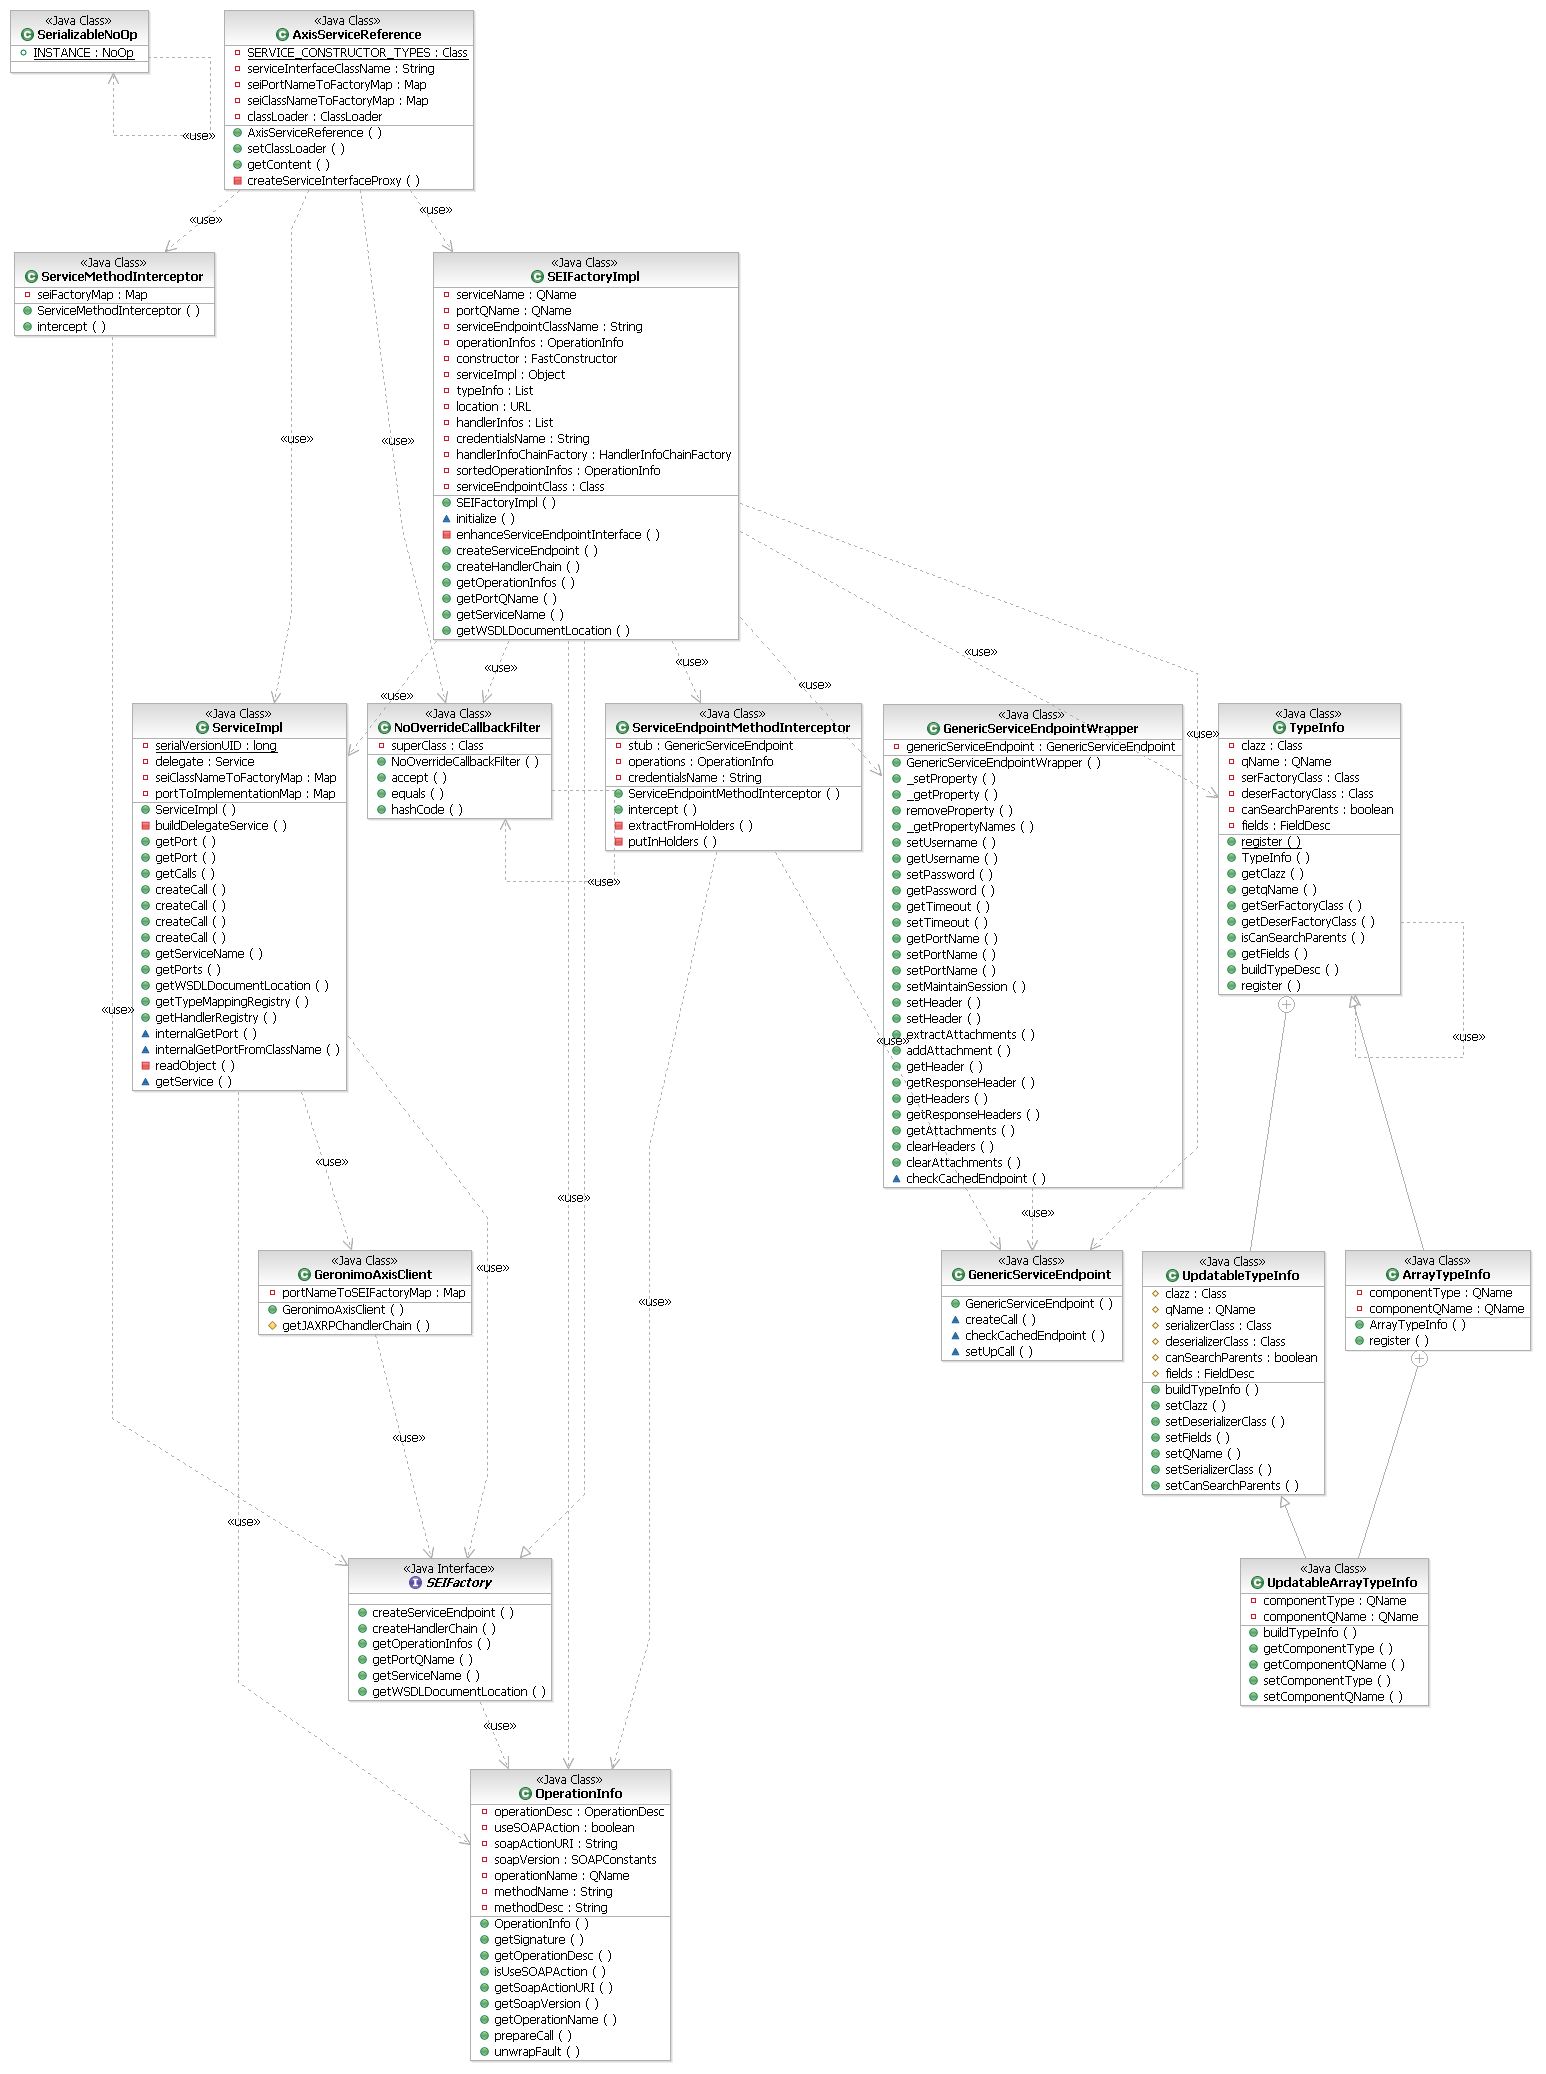 «Java Class»
SerializableNoOp
INSTANCE : NoOp
«use»
«Java Class»
AxisServiceReference
SERVICE_CONSTRUCTOR_TYPES : Class
serviceInterfaceClassName : String
seiPortNameToFactoryMap : Map
seiClassNameToFactoryMap : Map
classLoader : ClassLoader
AxisServiceReference ( )
setClassLoader ( )
getContent ( )
createServiceInterfaceProxy ( )
«use»
«use»
«use»
«use»
«Java Class»
ServiceMethodInterceptor
seiFactoryMap : Map
ServiceMethodInterceptor ( )
intercept ( )
«Java Class»
SEIFactoryImpl
serviceName : QName
portQName : QName
serviceEndpointClassName : String
operationInfos : OperationInfo
constructor : FastConstructor
serviceImpl : Object
typeInfo : List
location : URL
handlerInfos : List
credentialsName : String
handlerInfoChainFactory : HandlerInfoChainFactory
sortedOperationInfos : OperationInfo
serviceEndpointClass : Class
SEIFactoryImpl ( )
initialize ( )
enhanceServiceEndpointInterface ( )
createServiceEndpoint ( )
createHandlerChain ( )
getOperationInfos ( )
getPortQName ( )
getServiceName ( )
getWSDLDocumentLocation ( )
«use»
«use»
«use»
«use»
«use»
«use»
«Java Class»
ServiceImpl
serialVersionUID : long
delegate : Service
seiClassNameToFactoryMap : Map
portToImplementationMap : Map
ServiceImpl ( )
buildDelegateService ( )
getPort ( )
getPort ( )
getCalls ( )
createCall ( )
createCall ( )
createCall ( )
createCall ( )
getServiceName ( )
getPorts ( )
getWSDLDocumentLocation ( )
getTypeMappingRegistry ( )
getHandlerRegistry ( )
internalGetPort ( )
internalGetPortFromClassName ( )
readObject ( )
getService ( )
«Java Class»
NoOverrideCallbackFilter
superClass : Class
NoOverrideCallbackFilter ( )
accept ( )
equals ( )
hashCode ( )
«use»
«Java Class»
ServiceEndpointMethodInterceptor
stub : GenericServiceEndpoint
operations : OperationInfo
credentialsName : String
ServiceEndpointMethodInterceptor ( )
intercept ( )
extractFromHolders ( )
putInHolders ( )
«Java Class»
GenericServiceEndpointWrapper
genericServiceEndpoint : GenericServiceEndpoint
GenericServiceEndpointWrapper ( )
_setProperty ( )
_getProperty ( )
removeProperty ( )
_getPropertyNames ( )
setUsername ( )
getUsername ( )
setPassword ( )
getPassword ( )
getTimeout ( )
setTimeout ( )
getPortName ( )
setPortName ( )
setPortName ( )
setMaintainSession ( )
setHeader ( )
setHeader ( )
extractAttachments ( )
addAttachment ( )
getHeader ( )
getResponseHeader ( )
getHeaders ( )
getResponseHeaders ( )
getAttachments ( )
clearHeaders ( )
clearAttachments ( )
checkCachedEndpoint ( )
«Java Class»
TypeInfo
clazz : Class
qName : QName
serFactoryClass : Class
deserFactoryClass : Class
canSearchParents : boolean
fields : FieldDesc
register ( )
TypeInfo ( )
getClazz ( )
getqName ( )
getSerFactoryClass ( )
getDeserFactoryClass ( )
isCanSearchParents ( )
getFields ( )
buildTypeDesc ( )
register ( )
«use»
«use»
«use»
«use»
«use»
«use»
«Java Class»
GeronimoAxisClient
portNameToSEIFactoryMap : Map
GeronimoAxisClient ( )
getJAXRPChandlerChain ( )
«use»
«use»
«Java Class»
GenericServiceEndpoint
GenericServiceEndpoint ( )
createCall ( )
checkCachedEndpoint ( )
setUpCall ( )
«Java Class»
UpdatableTypeInfo
clazz : Class
qName : QName
serializerClass : Class
deserializerClass : Class
canSearchParents : boolean
fields : FieldDesc
buildTypeInfo ( )
setClazz ( )
setDeserializerClass ( )
setFields ( )
setQName ( )
setSerializerClass ( )
setCanSearchParents ( )
«Java Class»
ArrayTypeInfo
componentType : QName
componentQName : QName
ArrayTypeInfo ( )
register ( )
«use»
«use»
«Java Interface»
SEIFactory
createServiceEndpoint ( )
createHandlerChain ( )
getOperationInfos ( )
getPortQName ( )
getServiceName ( )
getWSDLDocumentLocation ( )
«Java Class»
UpdatableArrayTypeInfo
componentType : QName
componentQName : QName
buildTypeInfo ( )
getComponentType ( )
getComponentQName ( )
setComponentType ( )
setComponentQName ( )
«use»
«Java Class»
OperationInfo
operationDesc : OperationDesc
useSOAPAction : boolean
soapActionURI : String
soapVersion : SOAPConstants
operationName : QName
methodName : String
methodDesc : String
OperationInfo ( )
getSignature ( )
getOperationDesc ( )
isUseSOAPAction ( )
getSoapActionURI ( )
getSoapVersion ( )
getOperationName ( )
prepareCall ( )
unwrapFault ( )